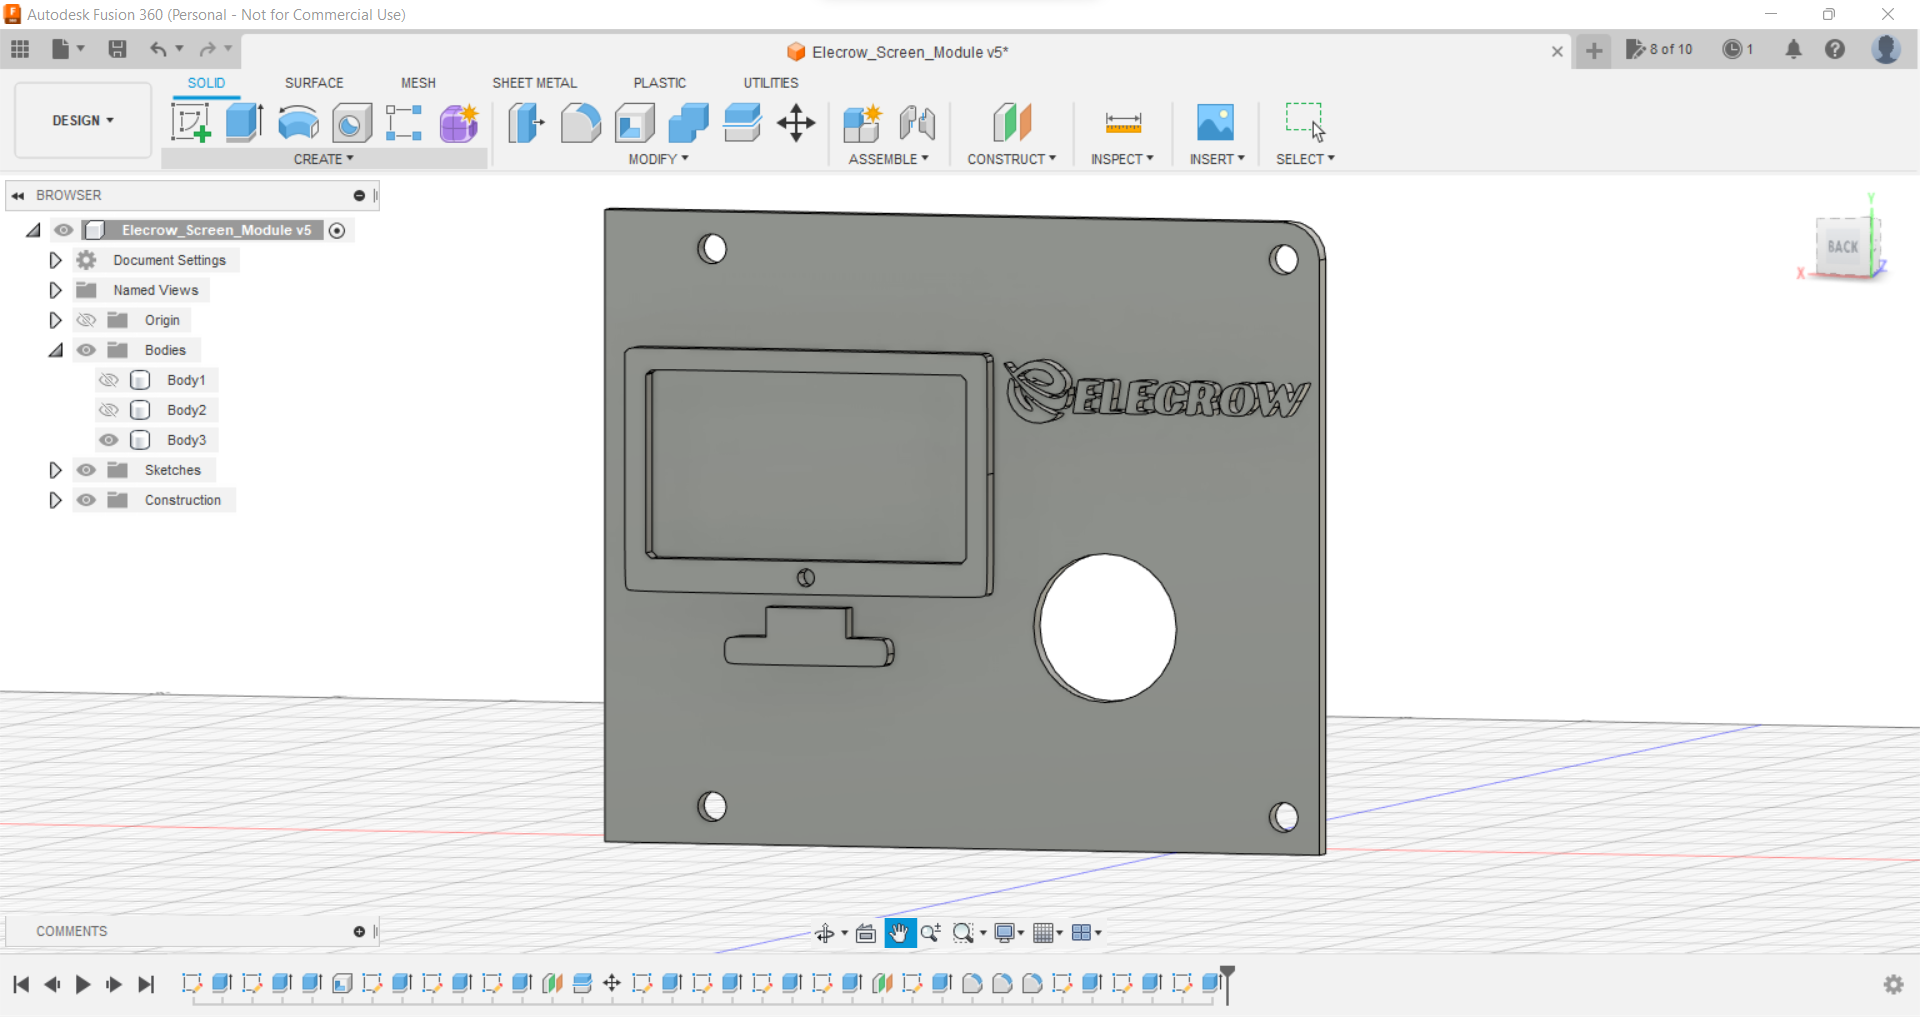 Autodesk Fusion 360 (Personal - Not for Commercial Use)
Elecrow_Screen_Module v5*
8 of 10
1
DESIGN
SOLID
SURFACE
MESH
SHEET METAL
PLASTIC
UTILITIES
CREATE
MODIFY
ASSEMBLE
CONSTRUCT
INSPECT
INSERT
SELECT
BROWSER
Elecrow_Screen_Module v5
Document Settings
Named Views
Origin
Bodies
Body1
Body2
Body3
Sketches
Construction
ELECROW
Y
BACK
X
Z
COMMENTS